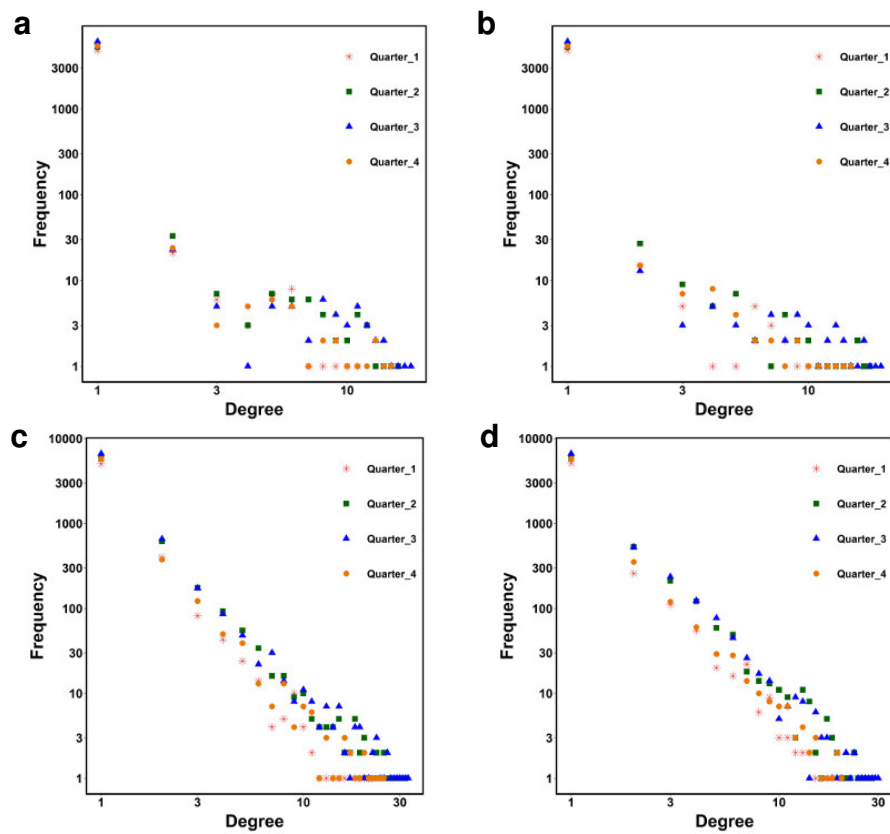 a
Frequency
3000
1000
300
100
30
10
3
1
1
3
10
Degree
Quarter_1
Quarter_2
Quarter_3
Quarter_4
b
Frequency
3000
1000
300
100
30
10
3
1
1
3
10
Degree
Quarter_1
Quarter_2
Quarter_3
Quarter_4
c
Frequency
10000
3000
1000
300
100
30
10
3
1
1
3
10
30
Degree
Quarter_1
Quarter_2
Quarter_3
Quarter_4
d
Frequency
10000
3000
1000
300
100
30
10
3
1
1
3
10
30
Degree
Quarter_1
Quarter_2
Quarter_3
Quarter_4